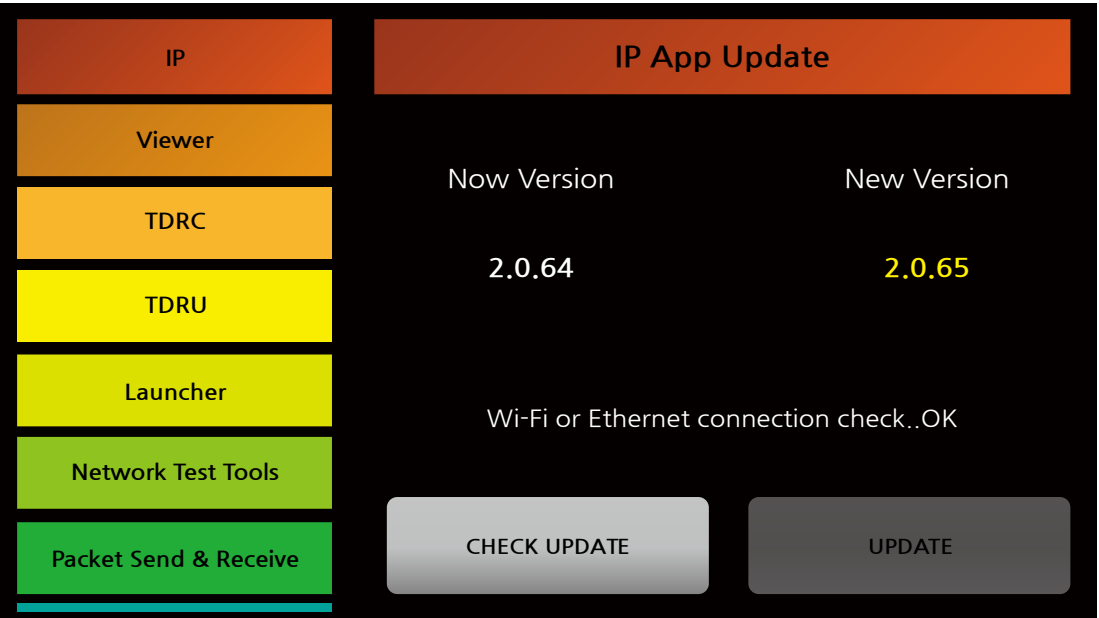 IP
Viewer
TDRC
TDRU
Launcher
Network Test Tools
Packet Send & Receive
IP App Update
Now Version
New Version
2.0.64
2.0.65
Wi-Fi or Ethernet connection check..OK
CHECK UPDATE
UPDATE